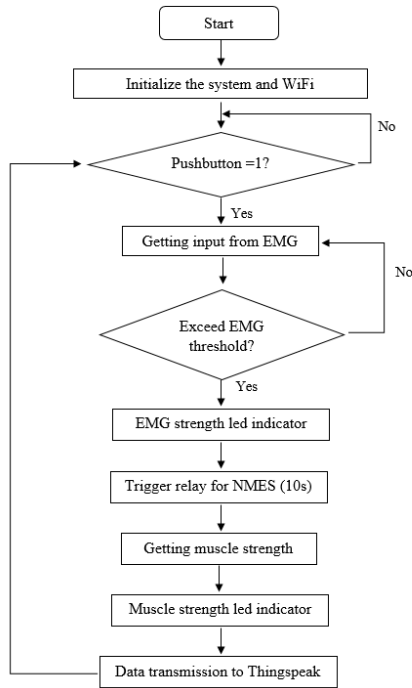 Start
Initialize the system and WiFi
No
Pushbutton =1?
Yes
Getting input from EMG
No
Exceed EMG
threshold?
Yes
EMG strength led indicator
Trigger relay for NMES (10s)
Getting muscle strength
Muscle strength led indicator
Data transmission to Thingspeak